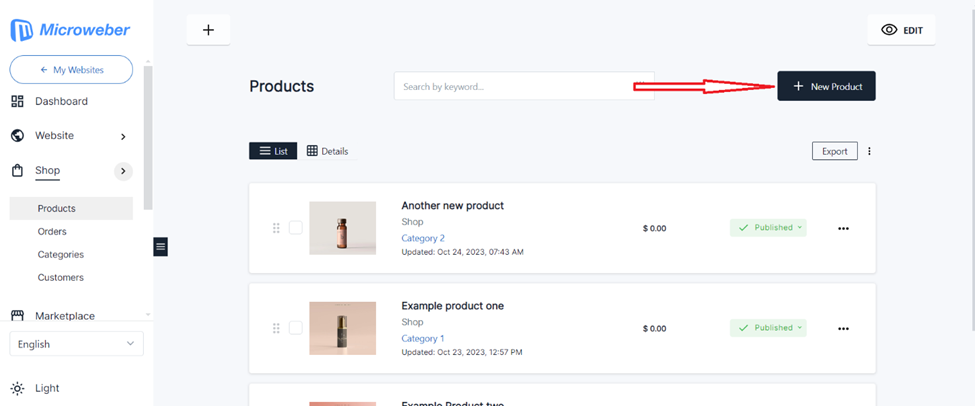 Microweber
← My Websites
Dashboard
Website
Shop
Products
Orders
Categories
Customers
Marketplace
English
Light
+
EDIT
Products
Search by keyword...
+ New Product
List
Details
Export
Another new product
Shop
Category 2
Updated: Oct 24, 2023, 07:43 AM
$ 0.00
Published
Example product one
Shop
Category 1
Updated: Oct 23, 2023, 12:57 PM
$ 0.00
Published
Example Product two